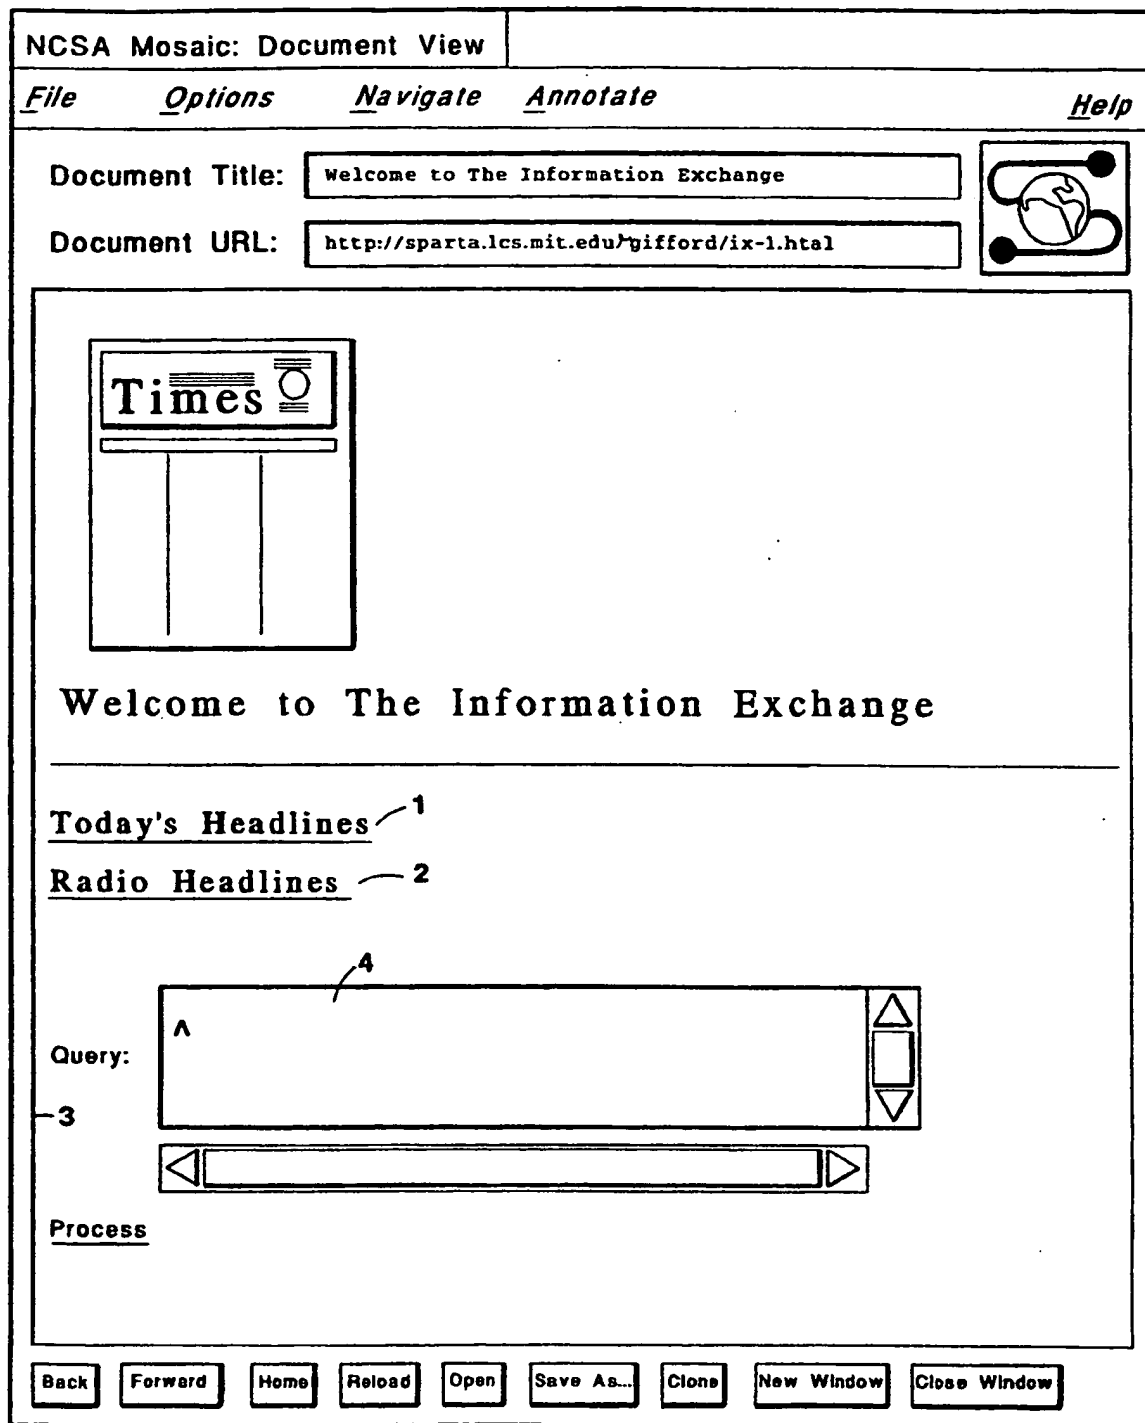 NCSA Mosaic: Document View
File Options Navigate Annotate Help
Document Title: Welcome to The Information Exchange
Document URL: http://sparta.lcs.mit.edu/~gifford/ix-1.htal
Times
Welcome to The Information Exchange
Today's Headlines 1
Radio Headlines 2
4
^
Query:
3
Process
Back Forward Home Reload Open Save As... Clone New Window Close Window